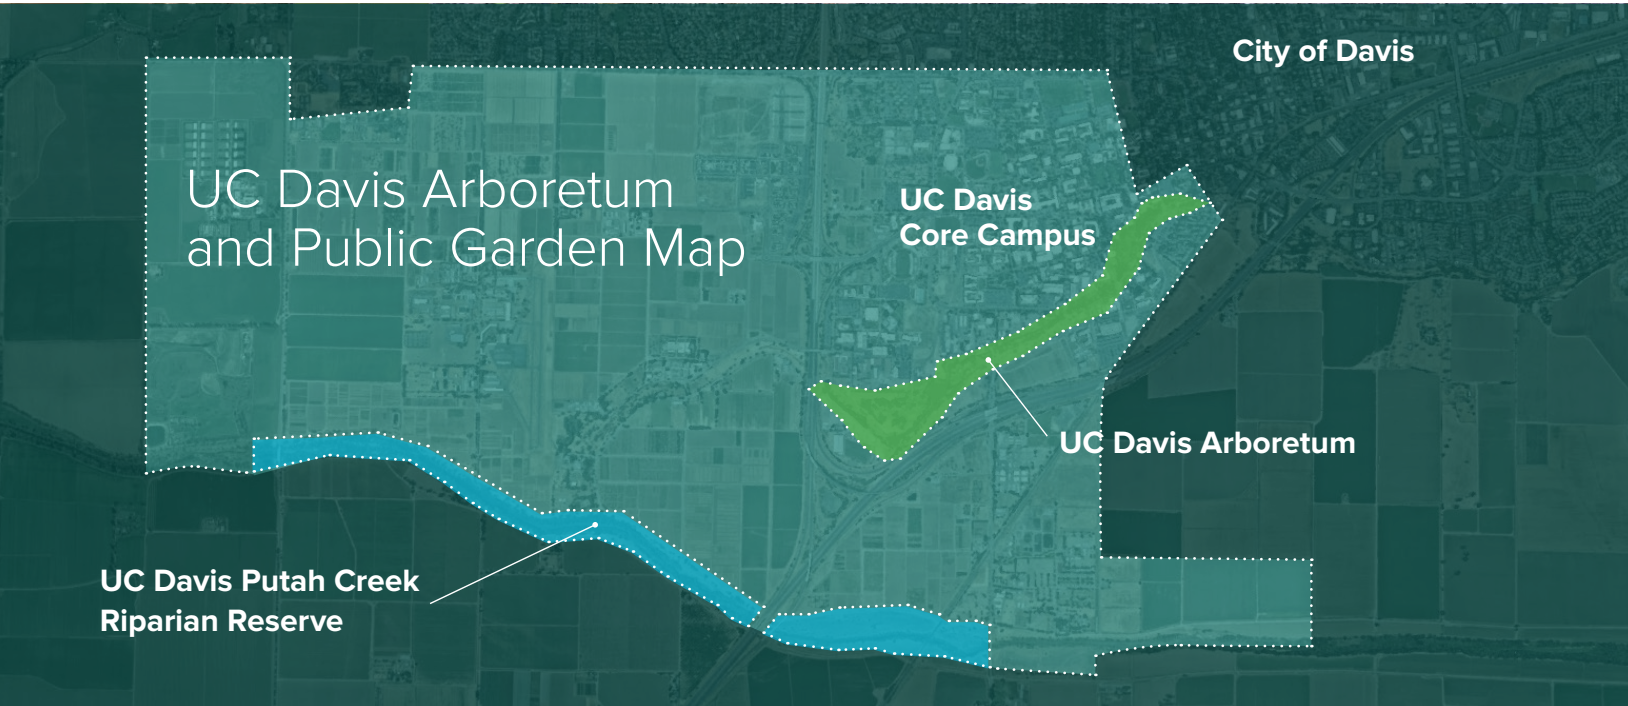 City of Davis
UC Davis Arboretum
and Public Garden Map
UC Davis
Core Campus
UC Davis Arboretum
UC Davis Putah Creek
Riparian Reserve